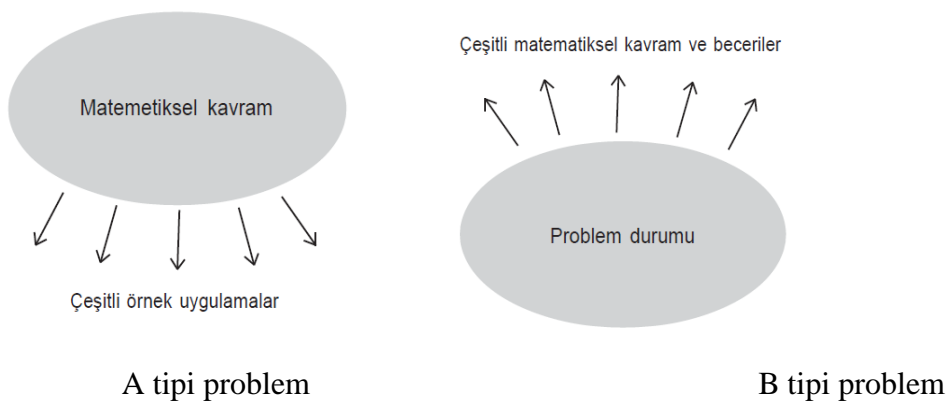 Matemetiksel kavram
Çeşitli örnek uygulamalar
A tipi problem
Çeşitli matematiksel kavram ve beceriler
Problem durumu
B tipi problem